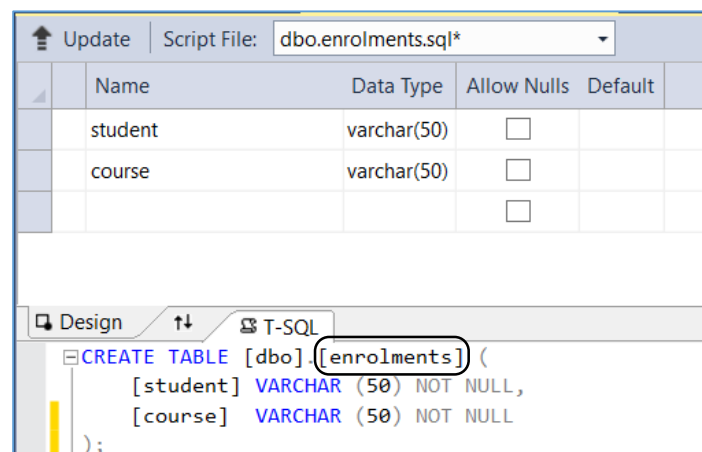 Update Script File: dbo.enrolments.sql*
Name Data Type Allow Nulls Default
student varchar(50)
course varchar(50)
Design T-SQL
CREATE TABLE [dbo].[enrolments] (
[student] VARCHAR (50) NOT NULL,
[course] VARCHAR (50) NOT NULL
);